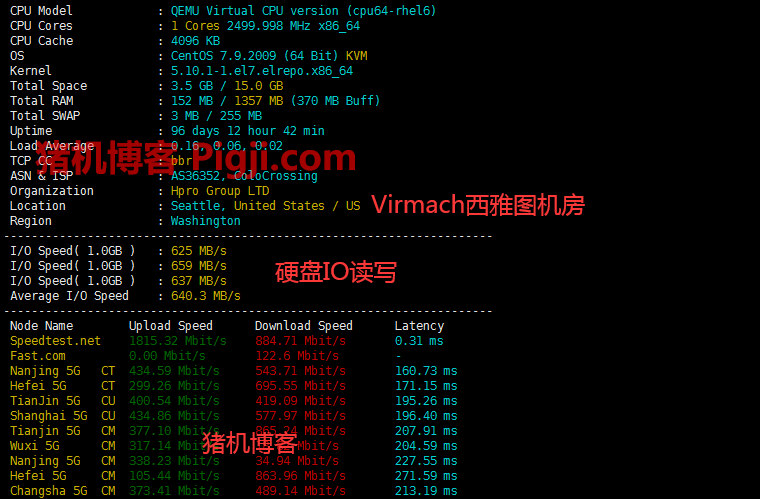 CPU Model : QEMU Virtual CPU version (cpu64-rhel6)
CPU Cores : 1 Cores 2499.998 MHz x86_64
CPU Cache : 4096 KB
OS : CentOS 7.9.2009 (64 Bit) KVM
Kernel : 5.10.1-1.el7.elrepo.x86_64
Total Space : 3.5 GB / 15.0 GB
Total RAM : 152 MB / 1357 MB (370 MB Buff)
Total SWAP : 3 MB / 255 MB
Uptime : 96 days 12 hour 42 min
Load Average : 0.16, 0.06, 0.02
猪机博客 Pigji.com
TCP CC : bbr
ASN & ISP : AS36352, ColoCrossing
Organization : Hpro Group LTD
Location : Seattle, United States / US
Virmach西雅图机房
Region : Washington
I/O Speed( 1.0GB ) : 625 MB/s
I/O Speed( 1.0GB ) : 659 MB/s
硬盘IO读写
I/O Speed( 1.0GB ) : 637 MB/s
Average I/O Speed : 640.3 MB/s
Node Name Upload Speed Download Speed Latency
Speedtest.net 1815.32 Mbit/s 884.71 Mbit/s 0.31 ms
Fast.com 0.00 Mbit/s 122.6 Mbit/s -
Nanjing 5G CT 434.59 Mbit/s 543.71 Mbit/s 160.73 ms
Hefei 5G CT 299.26 Mbit/s 695.55 Mbit/s 171.15 ms
TianJin 5G CU 400.54 Mbit/s 419.09 Mbit/s 195.26 ms
Shanghai 5G CU 434.86 Mbit/s 577.97 Mbit/s 196.40 ms
Tianjin 5G CM 377.10 Mbit/s 865.24 Mbit/s 207.91 ms
猪机博客
Wuxi 5G CM 317.14 Mbit/s 204.59 ms
Nanjing 5G CM 338.23 Mbit/s 34.94 Mbit/s 227.55 ms
Hefei 5G CM 105.44 Mbit/s 863.96 Mbit/s 271.59 ms
Changsha 5G CM 373.41 Mbit/s 489.14 Mbit/s 213.19 ms